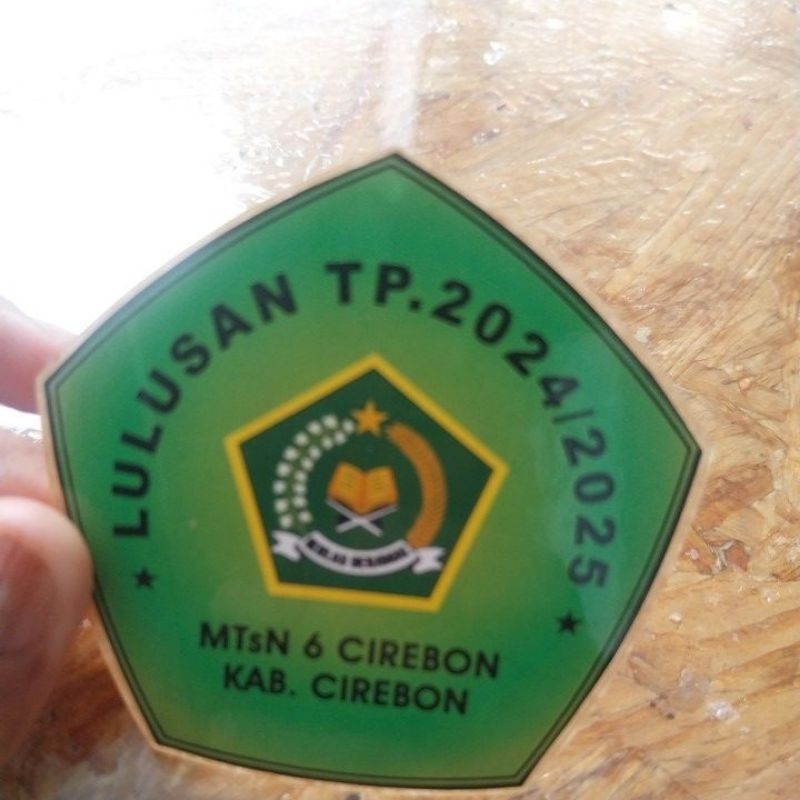 LULUSAN TP.2024/2025
MTsN 6 CIREBON
KAB. CIREBON